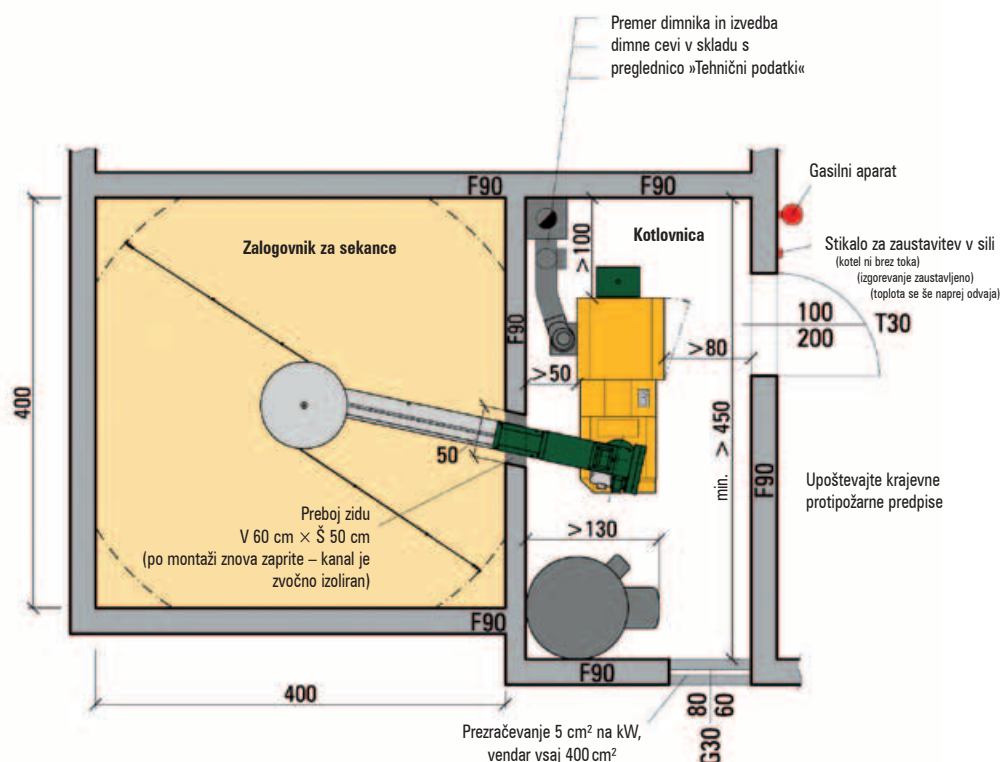 Premer dimnika in izvedba
dimne cevi v skladu s
preglednico »Tehnični podatki«
F90
F90
Gasilni aparat
Zalogovnik za sekance
Kotlovnica
>100
Stikalo za zaustavitev v sili
(kotel ni brez toka)
(izgorevanje zaustavljeno)
(toplota se še naprej odvaja)
100
200
T30
F90
>80
>50
400
50
min. > 450
F90
Upoštevajte krajevne
protipožarne predpise
Preboj zidu
V 60 cm × Š 50 cm
(po montaži znova zaprite – kanal je
zvočno izoliran)
>130
F90
F90
400
80
60
G30
Prezračevanje 5 cm² na kW,
vendar vsaj 400 cm²